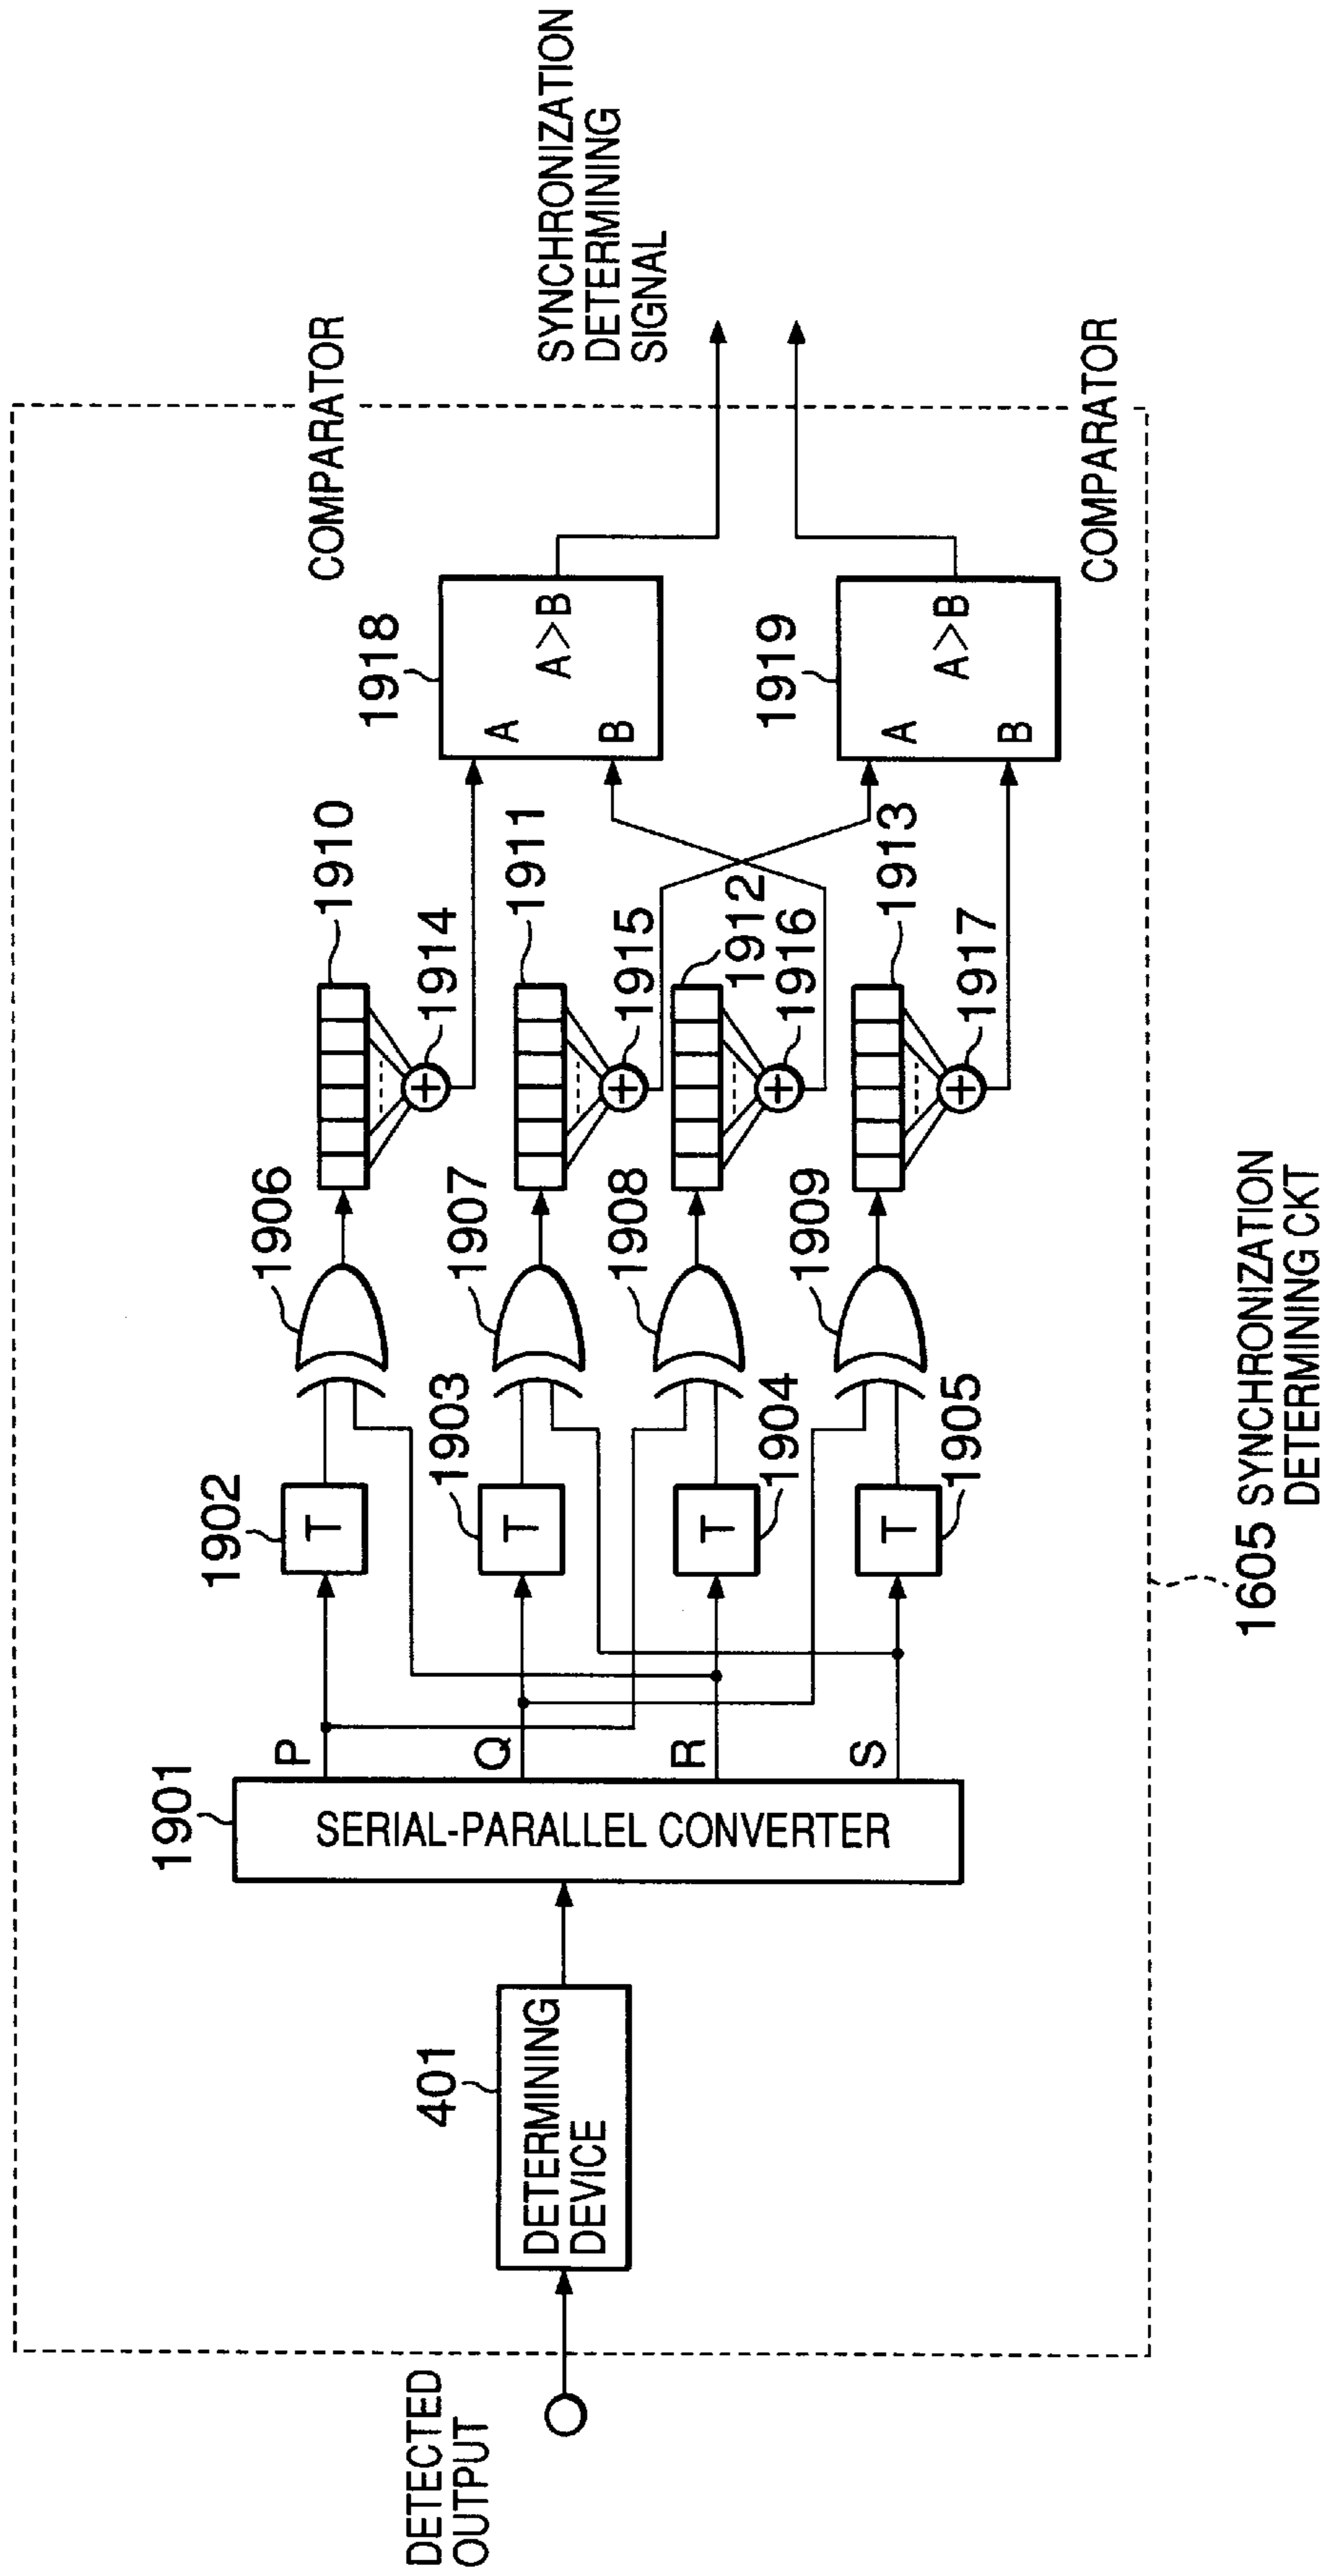 DETECTED
OUTPUT
401
DETERMINING
DEVICE
1901
SERIAL-PARALLEL CONVERTER
P
Q
R
S
1902
T
1903
T
1904
T
1905
T
1906
1907
1908
1909
1910
1911
1912
1913
1914
1915
1916
1917
1918
A
B
A>B
COMPARATOR
1919
A
B
A>B
COMPARATOR
SYNCHRONIZATION
DETERMINING
SIGNAL
1605 SYNCHRONIZATION
DETERMINING CKT